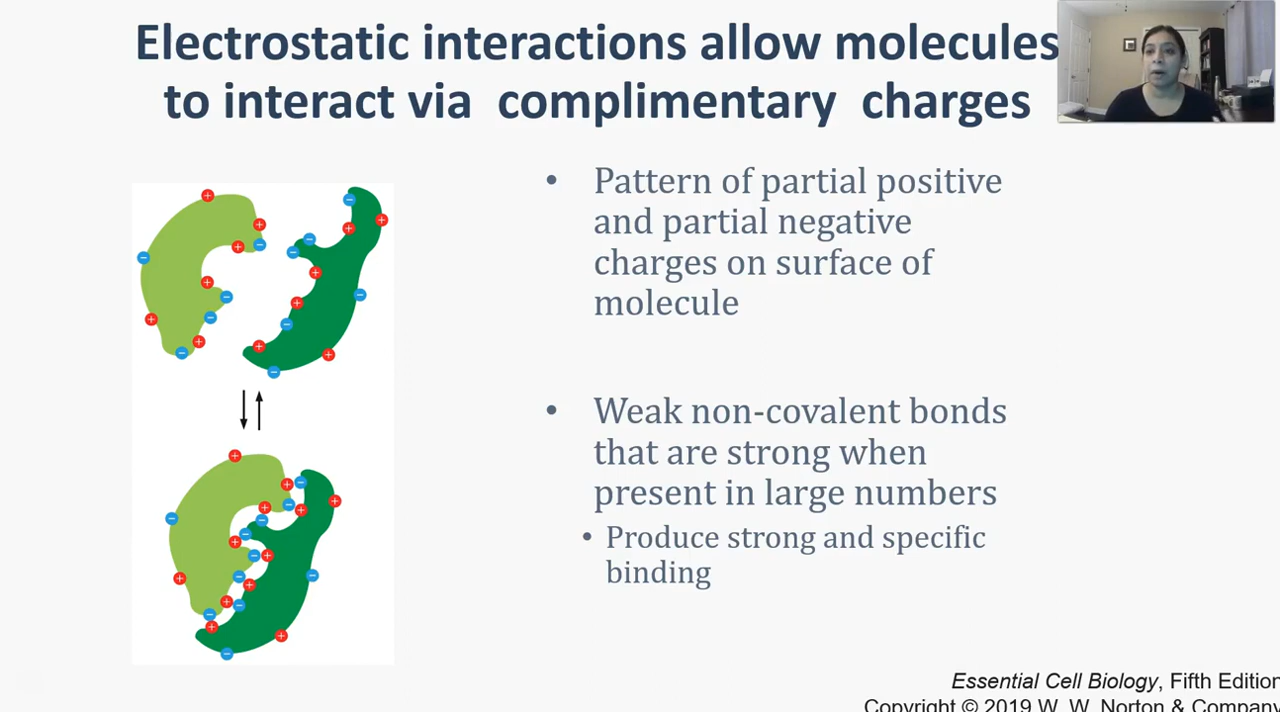 Electrostatic interactions allow molecules
to interact via complimentary charges
• Pattern of partial positive
and partial negative
charges on surface of
molecule
• Weak non-covalent bonds
that are strong when
present in large numbers
• Produce strong and specific
binding
Essential Cell Biology, Fifth Edition
Copyright © 2019 W. W. Norton & Company